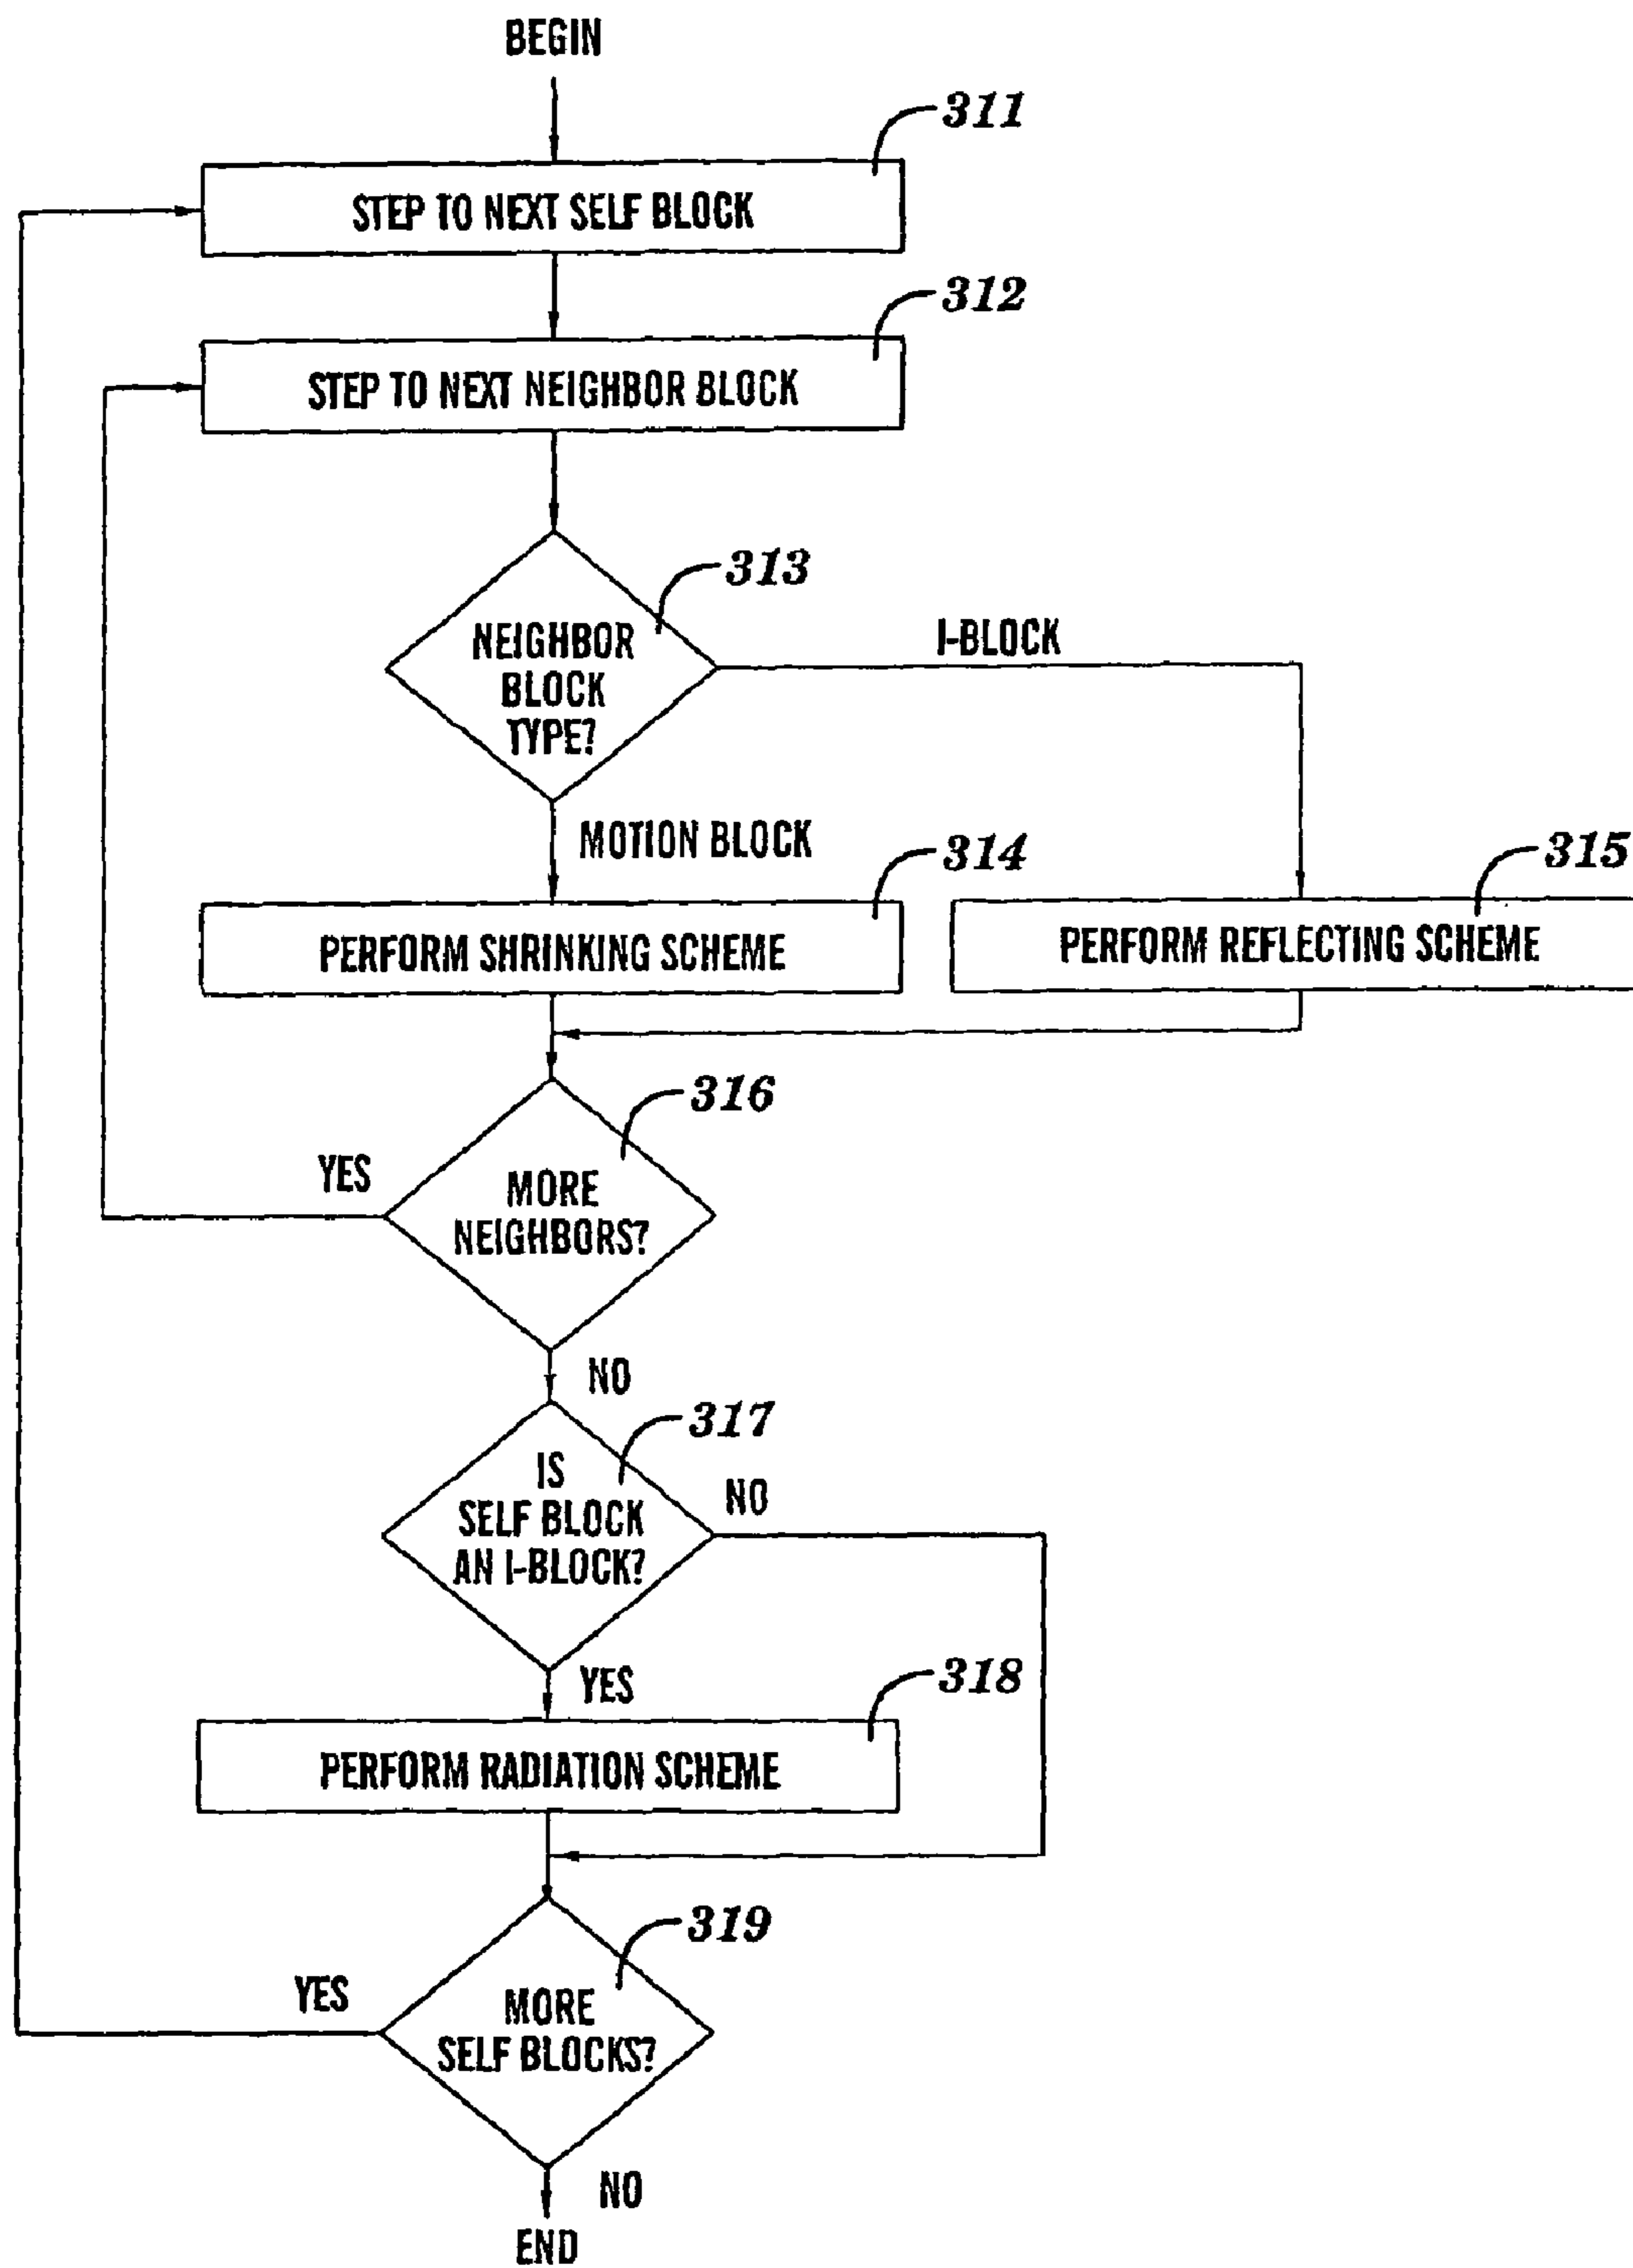 BEGIN
311
STEP TO NEXT SELF BLOCK
312
STEP TO NEXT NEIGHBOR BLOCK
313
NEIGHBOR
BLOCK
TYPE?
I-BLOCK
MOTION BLOCK
314
315
PERFORM SHRINKING SCHEME
PERFORM REFLECTING SCHEME
316
YES
MORE
NEIGHBORS?
NO
317
IS
SELF BLOCK
AN I-BLOCK?
NO
YES
318
PERFORM RADIATION SCHEME
319
YES
MORE
SELF BLOCKS?
NO
END